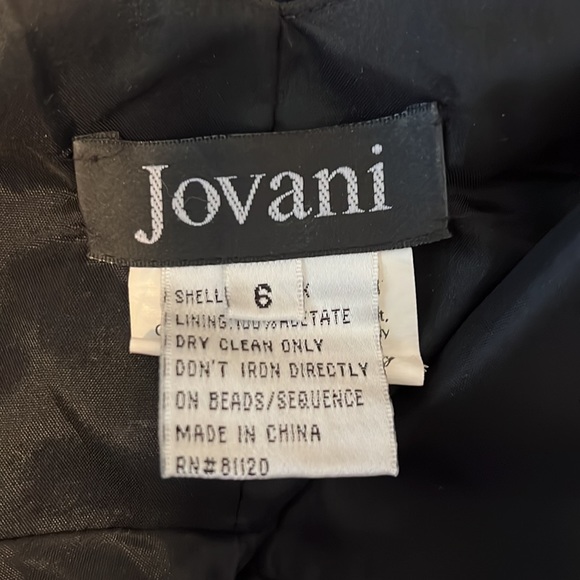 Jovani
6
SHELL
LINING:100%ACETATE
DRY CLEAN ONLY
DON'T IRON DIRECTLY
ON BEADS/SEQUENCE
MADE IN CHINA
RN#81120